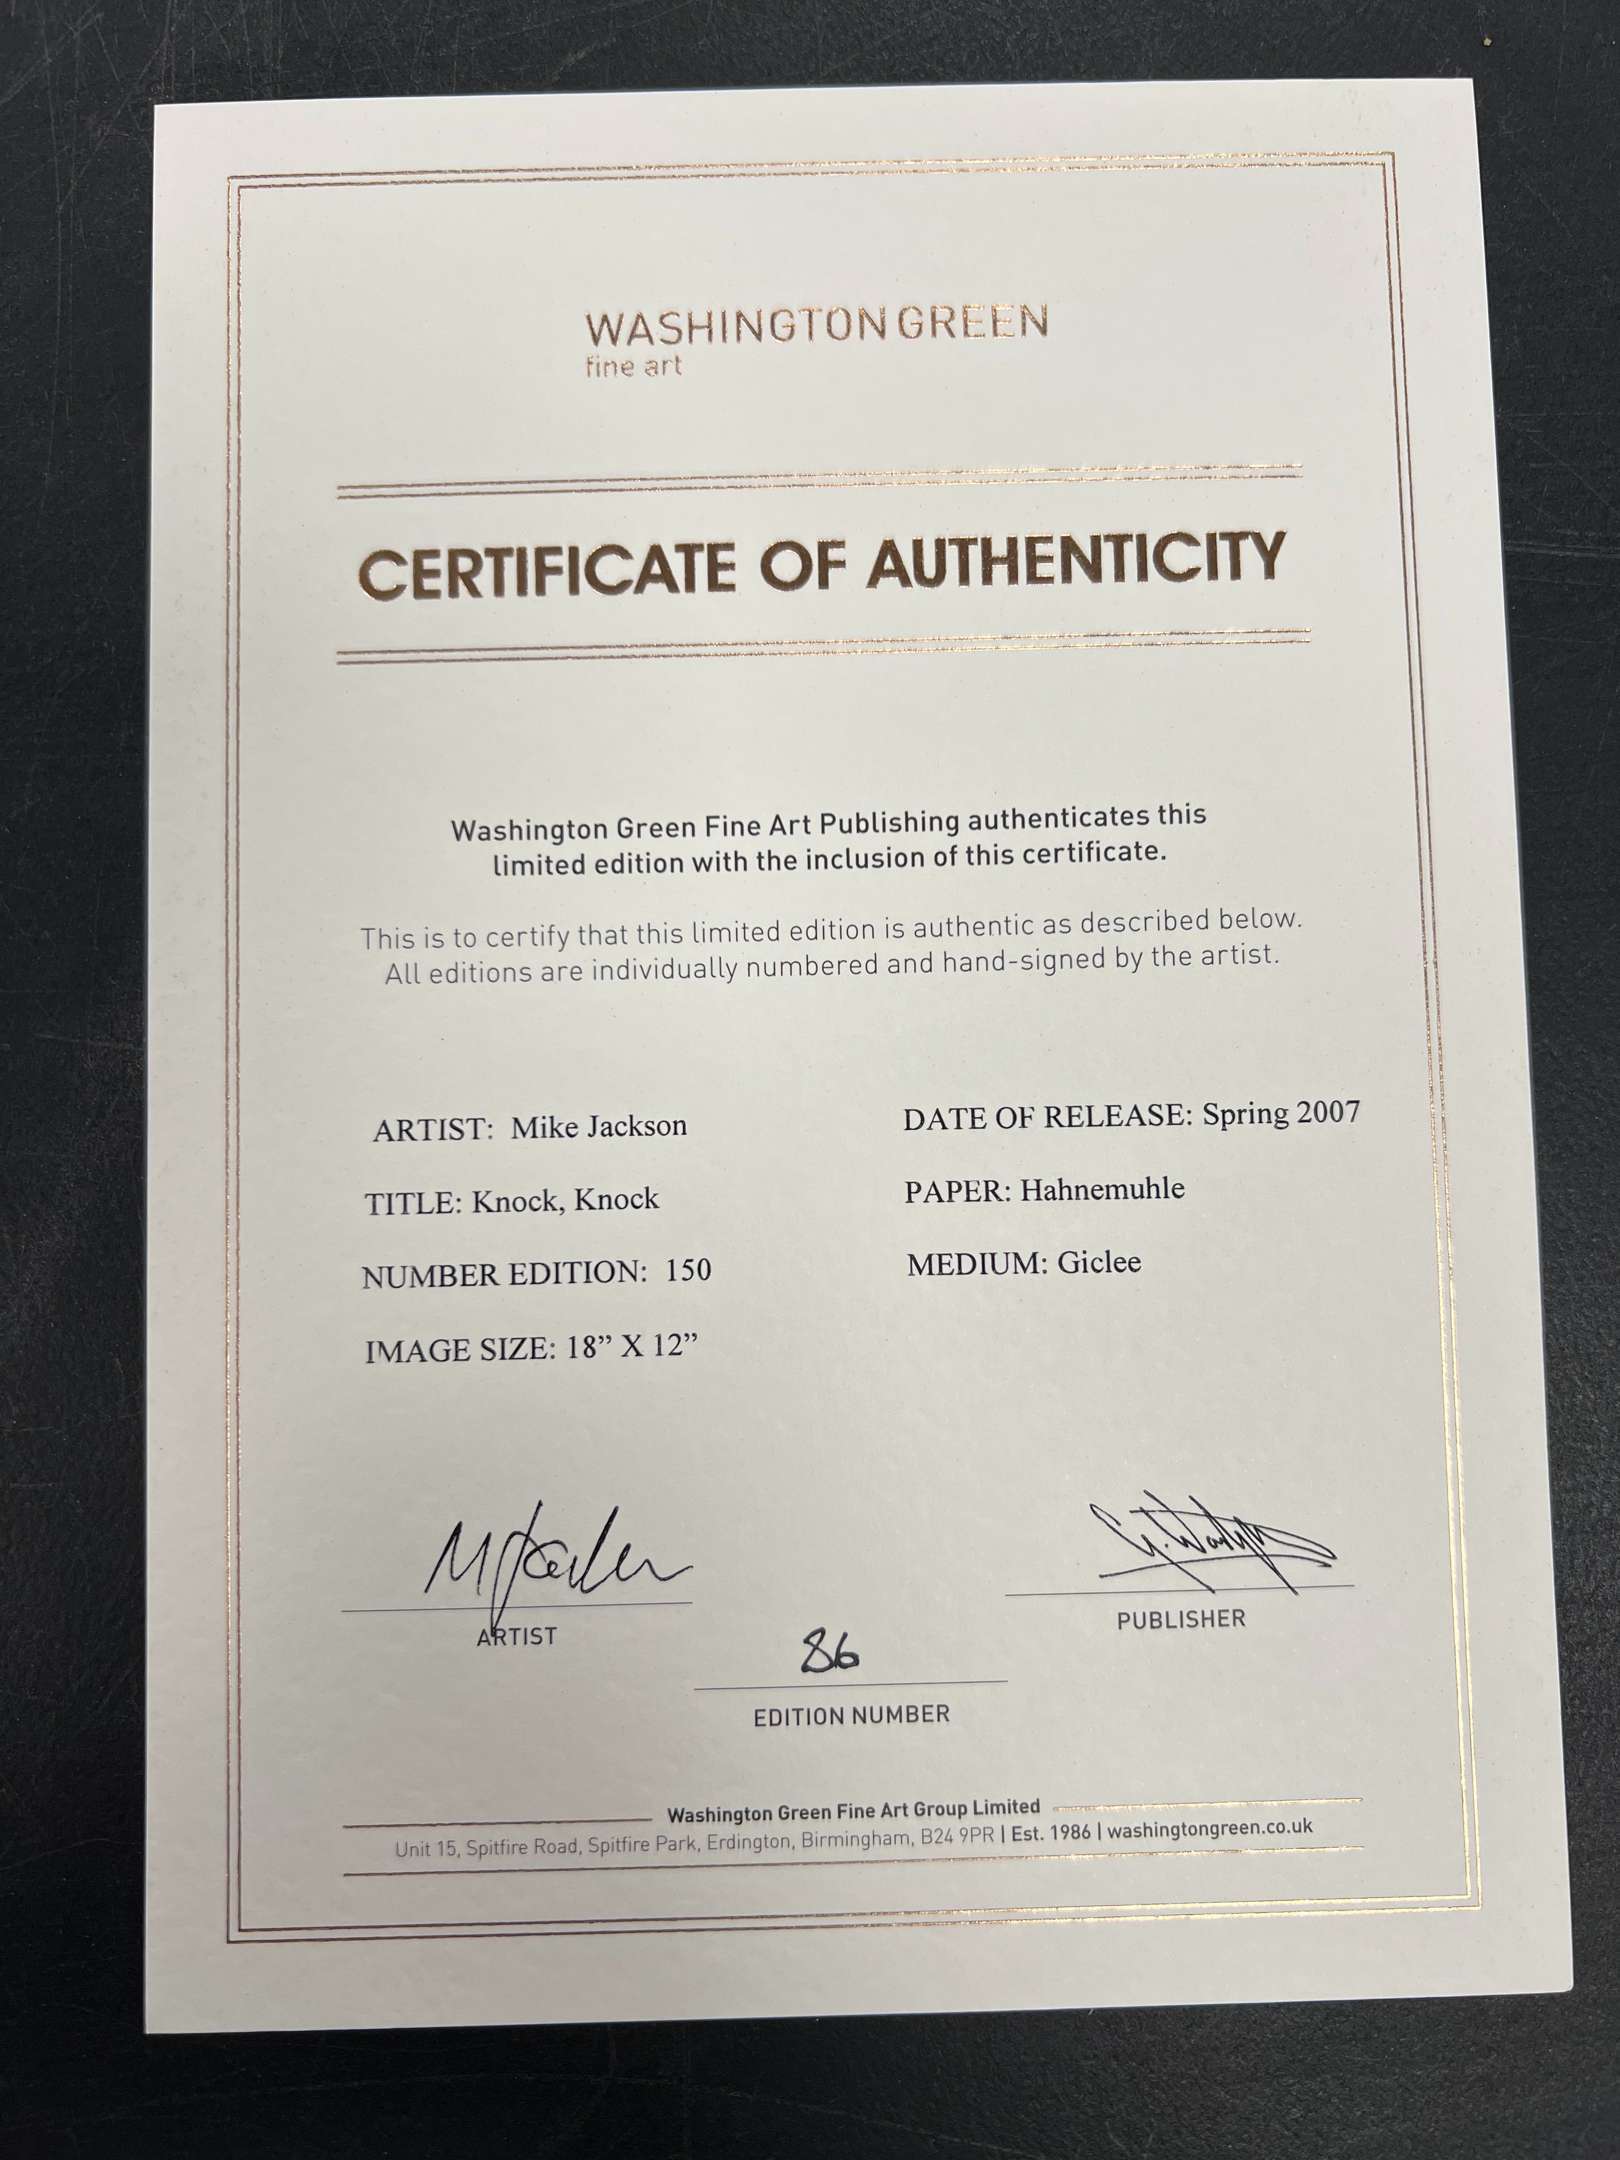 WASHINGTON GREEN
fine art
CERTIFICATE OF AUTHENTICITY
Washington Green Fine Art Publishing authenticates this
limited edition with the inclusion of this certificate.
This is to certify that this limited edition is authentic as described below.
All editions are individually numbered and hand-signed by the artist.
ARTIST: Mike Jackson
TITLE: Knock, Knock
NUMBER EDITION: 150
IMAGE SIZE: 18” X 12”
DATE OF RELEASE: Spring 2007
PAPER: Hahnemuhle
MEDIUM: Giclee
ARTIST
86
EDITION NUMBER
PUBLISHER
Washington Green Fine Art Group Limited
Unit 15, Spitfire Road, Spitfire Park, Erdington, Birmingham, B24 9PR | Est. 1986 | washingtongreen.co.uk